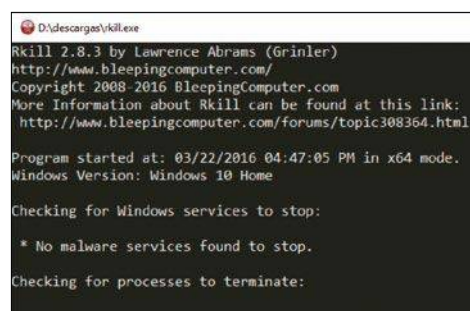 D:\descargas\rkill.exe
Rkill 2.8.3 by Lawrence Abrams (Grinler)
http://www.bleepingcomputer.com/
Copyright 2008-2016 BleepingComputer.com
More Information about Rkill can be found at this link:
http://www.bleepingcomputer.com/forums/topic308364.html
Program started at: 03/22/2016 04:47:05 PM in x64 mode.
Windows Version: Windows 10 Home
Checking for Windows services to stop:
* No malware services found to stop.
Checking for processes to terminate: